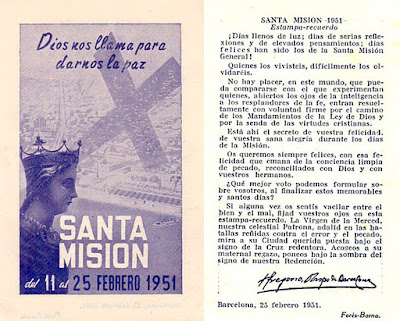 Dios nos llama para
darnos la paz
SANTA
MISION
del 11 al 25 FEBRERO 1951
SANTA MISION 1951
Estampa-recuerdo
¡Días llenos de luz; días de serias refle-
xiones y de elevados pensamientos; días
felices han sido los de la Santa Misión
General!
Quienes los vivisteis, difícilmente los ol-
vidaréis.
No hay placer, en este mundo, que pue-
da compararse con el que experimentan
quienes, abiertos los ojos de la inteligencia
a los resplandores de la fe, entran resuel-
tamente con voluntad firme por el camino
de los Mandamientos de la Ley de Dios y
por la senda de las virtudes cristianas.
Está ahí el secreto de vuestra felicidad,
de vuestra sana alegría durante los días
de la Misión.
Os queremos siempre felices, con esa fe-
licidad que emana de la conciencia limpia
de pecado, reconciliados con Dios y con
vuestros hermanos.
¿Qué mejor voto podemos formular so-
bre vosotros, al finalizar estos memorables
y santos días?
Si alguna vez os sentís vacilar entre el
bien y el mal, fijad vuestros ojos en esta
estampa-recuerdo. La Virgen de la Merced,
nuestra celestial Patrona, adalid en las ba-
tallas reñidas contra el error y el pecado,
mira a su Ciudad querida puesta bajo el
signo de la Cruz redentora. Acogeos a su
maternal regazo, poneos bajo la sombra del
signo de nuestra Redención.
Barcelona, 25 febrero 1951.
Foris-Barna.